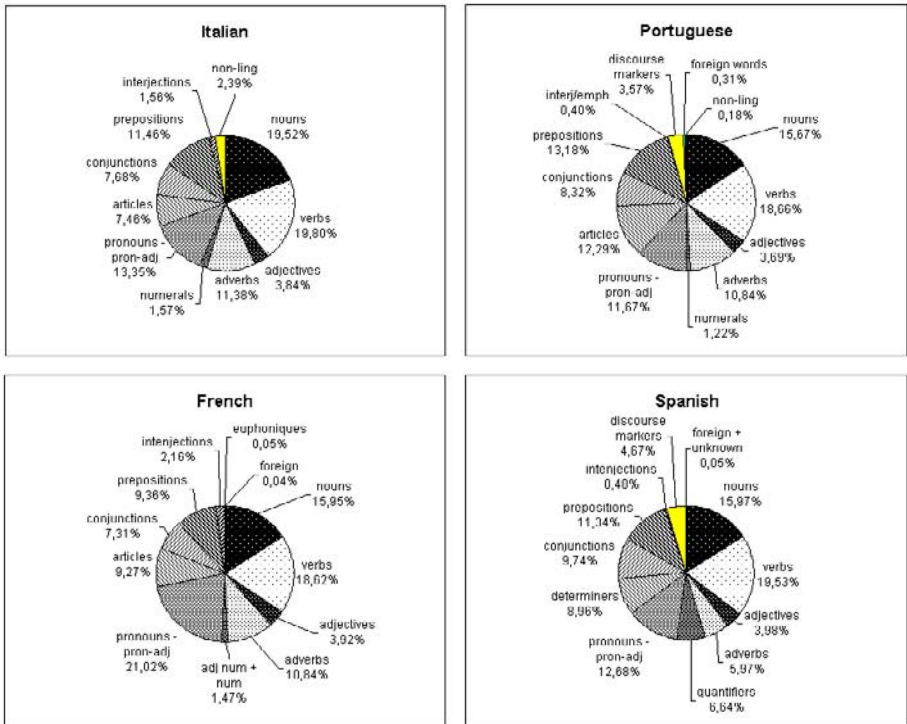 Italian
non-ling
2,39%
interjections
1,56%
prepositions
11,46%
nouns
19,52%
conjunctions
7,68%
articles
7,46%
verbs
19,80%
pronouns -
pron-adj
13,35%
adjectives
3,84%
adverbs
11,38%
numerals
1,57%
Portuguese
discourse
markers
3,57%
foreign words
0,31%
interj/emph
0,40%
non-ling
0,18%
nouns
15,67%
prepositions
13,18%
conjunctions
8,32%
verbs
18,66%
articles
12,29%
adjectives
3,69%
pronouns -
pron-adj
11,67%
adverbs
10,84%
numerals
1,22%
French
euphoniques
0,05%
intenjections
2,16%
foreign
0,04%
prepositions
9,36%
nouns
15,95%
conjunctions
7,31%
articles
9,27%
verbs
18,62%
adjectives
3,92%
pronouns -
pron-adj
21,02%
adj num +
num
1,47%
adverbs
10,84%
Spanish
discourse
markers
4,67%
foreign +
unknown
0,05%
intenjections
0,40%
nouns
15,97%
prepositions
11,34%
conjunctions
9,74%
verbs
19,53%
determiners
8,96%
adjectives
3,98%
pronouns -
pron-adj
12,68%
adverbs
5,97%
quantifiers
6,64%